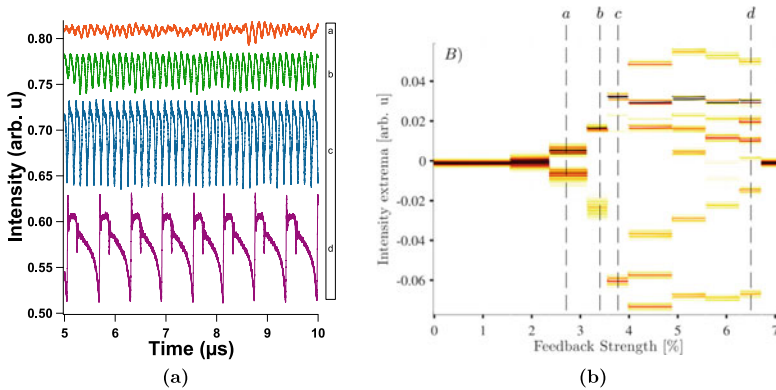 0.80
0.75
0.70
0.65
0.60
0.55
0.50
Intensity (arb. u)
a
b
c
d
5 6 7 8 9 10
Time (µs)
(a)
a b c d
B)
0.04
0.02
0
-0.02
-0.04
-0.06
Intensity extrema [arb. u]
0 1 2 3 4 5 6 7
Feedback Strength [%]
(b)